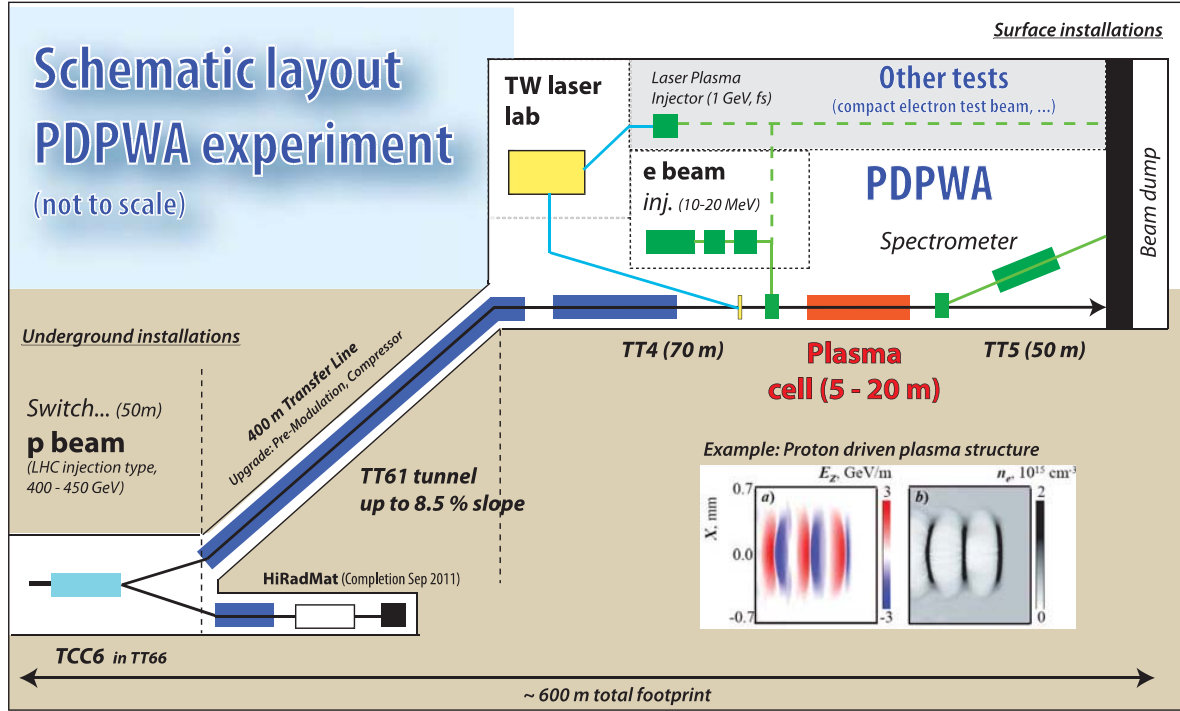 Schematic layout
PDPWA experiment
(not to scale)
Surface installations
TW laser
lab
Laser Plasma
Injector (1 GeV, fs)
Other tests
(compact electron test beam, ...)
e beam
inj. (10-20 MeV)
PDPWA
Spectrometer
Beam dump
Underground installations
Switch... (50m)
p beam
(LHC injection type,
400 - 450 GeV)
400 m Transfer Line
Upgrade: Pre-Modulation, Compressor
TT61 tunnel
up to 8.5 % slope
TT4 (70 m)
Plasma
cell (5 - 20 m)
TT5 (50 m)
HiRadMat (Completion Sep 2011)
TCC6 in TT66
Example: Proton driven plasma structure
E_z, GeV/m
n_e, 10^15 cm^-3
X, mm
0.7
0.0
-0.7
a)
3
-3
b)
2
0
~ 600 m total footprint